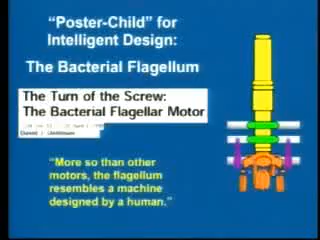 “Poster-Child” for
Intelligent Design:
The Bacterial Flagellum
The Turn of the Screw:
The Bacterial Flagellar Motor
“More so than other
motors, the flagellum
resembles a machine
designed by a human.”